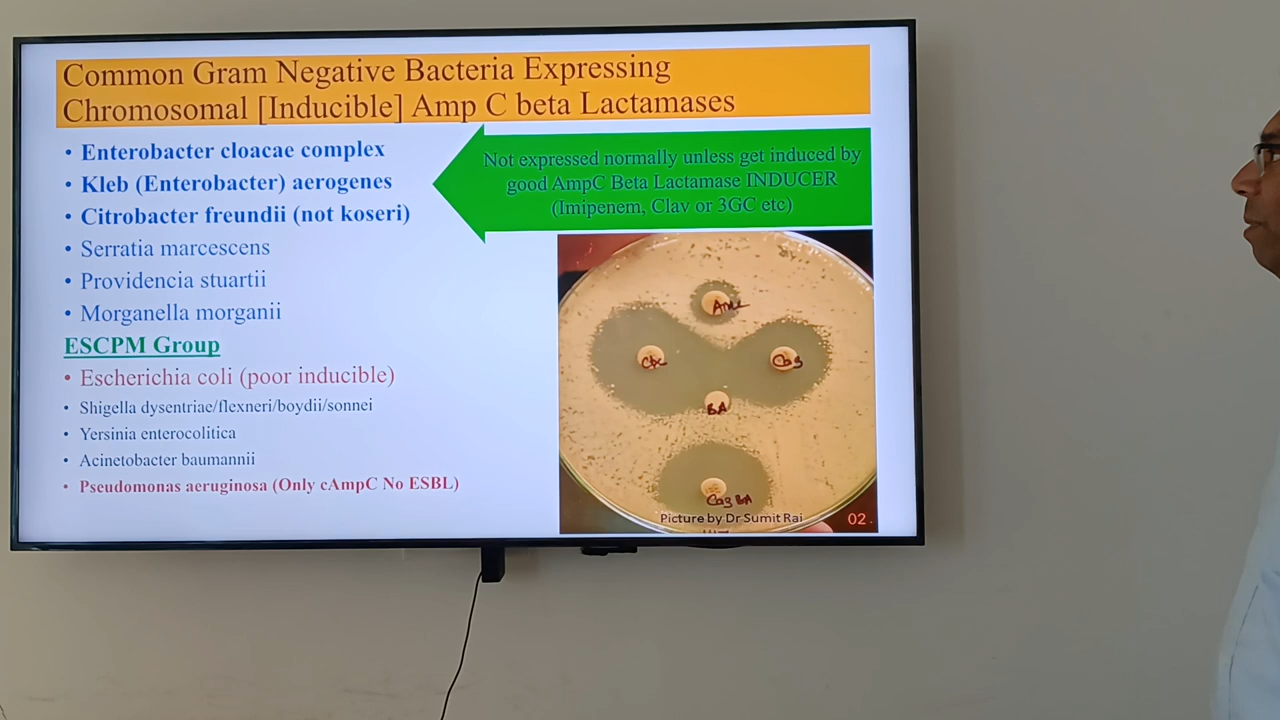 Common Gram Negative Bacteria Expressing
Chromosomal [Inducible] Amp C beta Lactamases
• Enterobacter cloacae complex
• Kleb (Enterobacter) aerogenes
• Citrobacter freundii (not koseri)
• Serratia marcescens
• Providencia stuartii
• Morganella morganii
ESCPM Group
• Escherichia coli (poor inducible)
• Shigella dysentriae/flexneri/boydii/sonnei
• Yersinia enterocolitica
• Acinetobacter baumannii
• Pseudomonas aeruginosa (Only cAmpC No ESBL)
Not expressed normally unless get induced by
good AmpC Beta Lactamase INDUCER
(Imipenem, Clav or 3GC etc)
Caz
BA
Caz BA
Picture by Dr Sumit Rai
02